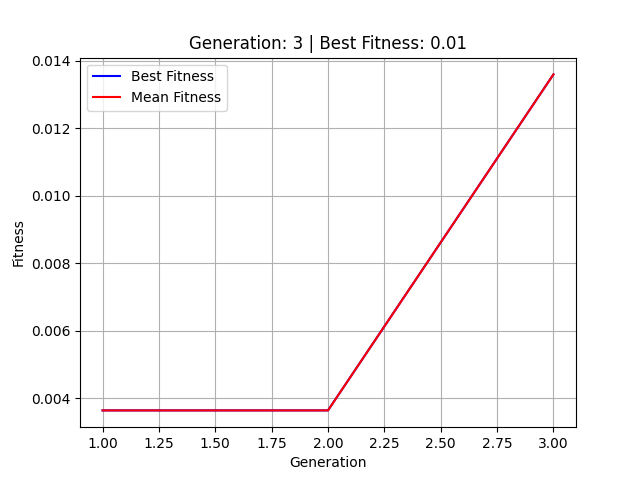 Generation: 3 | Best Fitness: 0.01
0.014
0.012
0.010
0.008
0.006
0.004
Fitness
Best Fitness
Mean Fitness
1.00 1.25 1.50 1.75 2.00 2.25 2.50 2.75 3.00
Generation